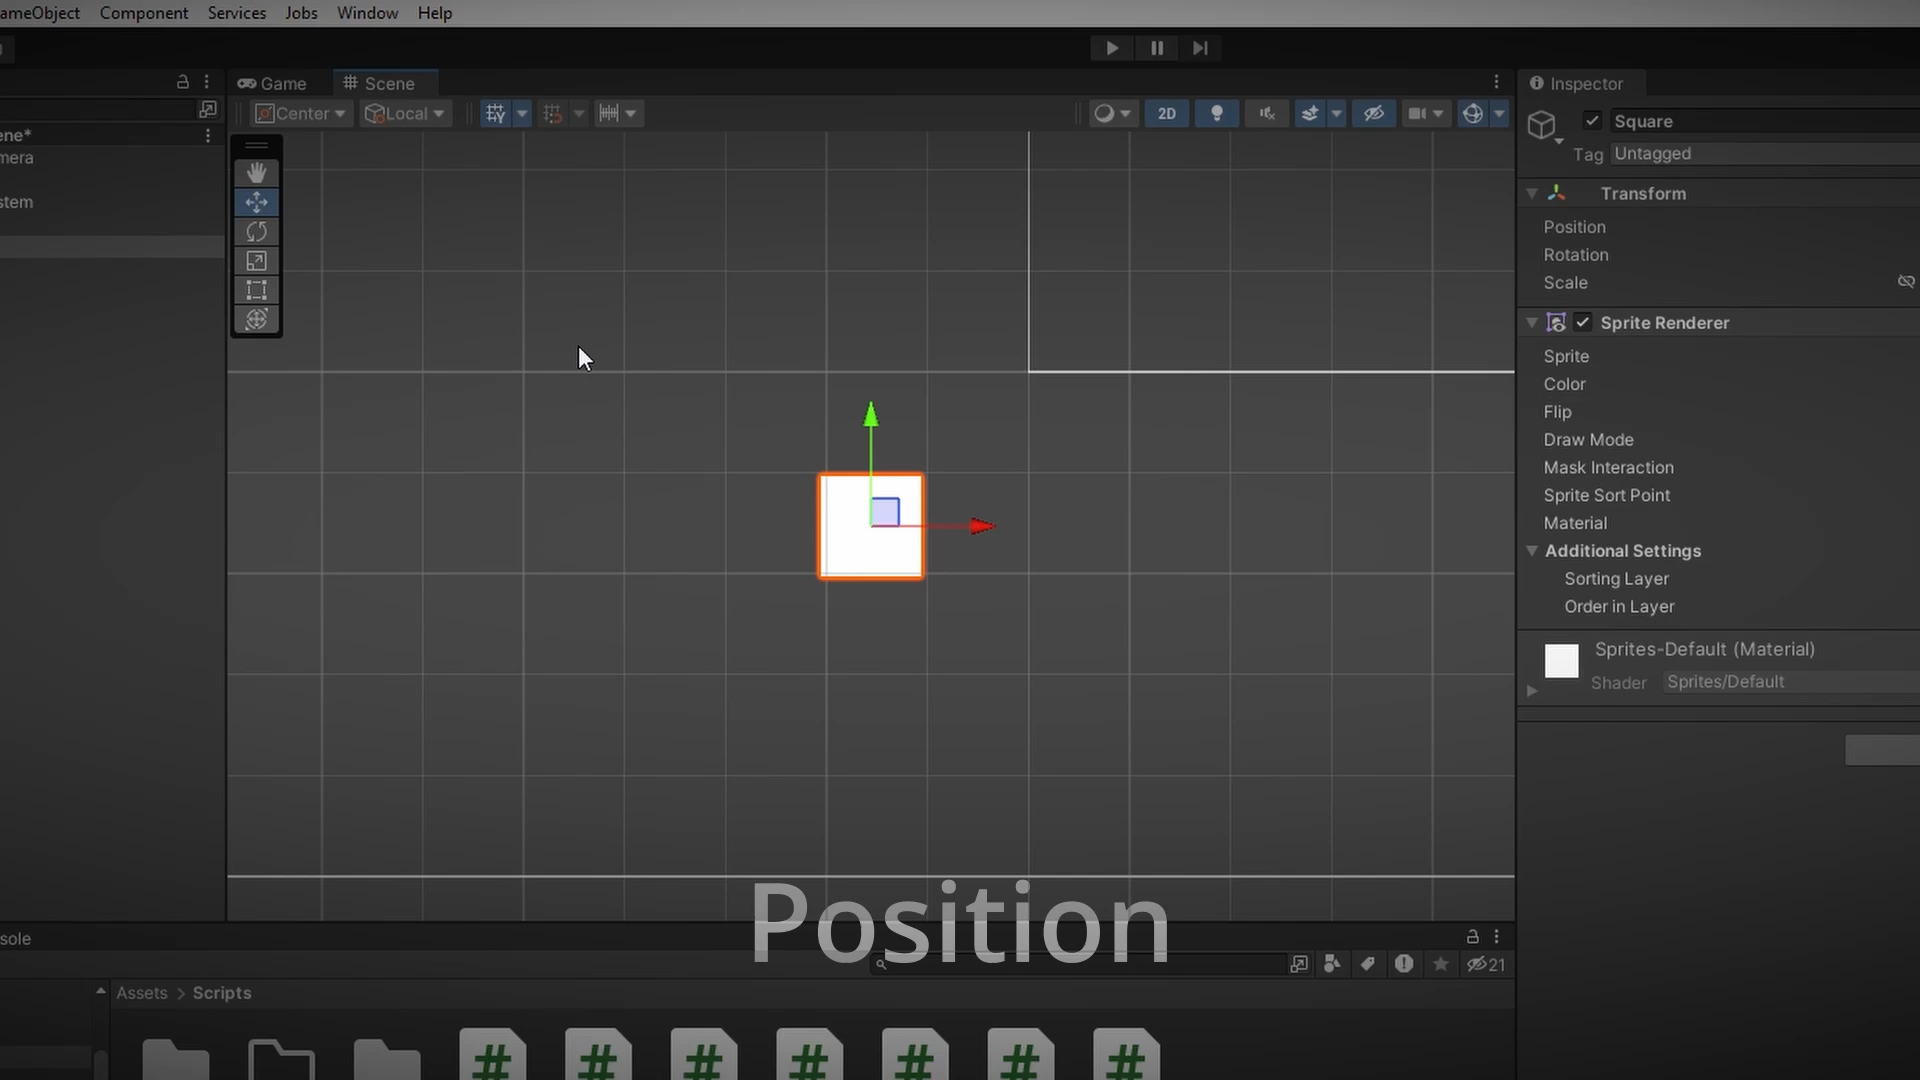 ameObject Component Services Jobs Window Help
Game Scene
Inspector
Center Local
2D
Square
ene*
Tag Untagged
mera
Transform
stem
Position
Rotation
Scale
Sprite Renderer
Sprite
Color
Flip
Draw Mode
Mask Interaction
Sprite Sort Point
Material
Additional Settings
Sorting Layer
Order in Layer
Sprites-Default (Material)
Shader Sprites/Default
Position
sole
21
Assets > Scripts
# # # # # # #